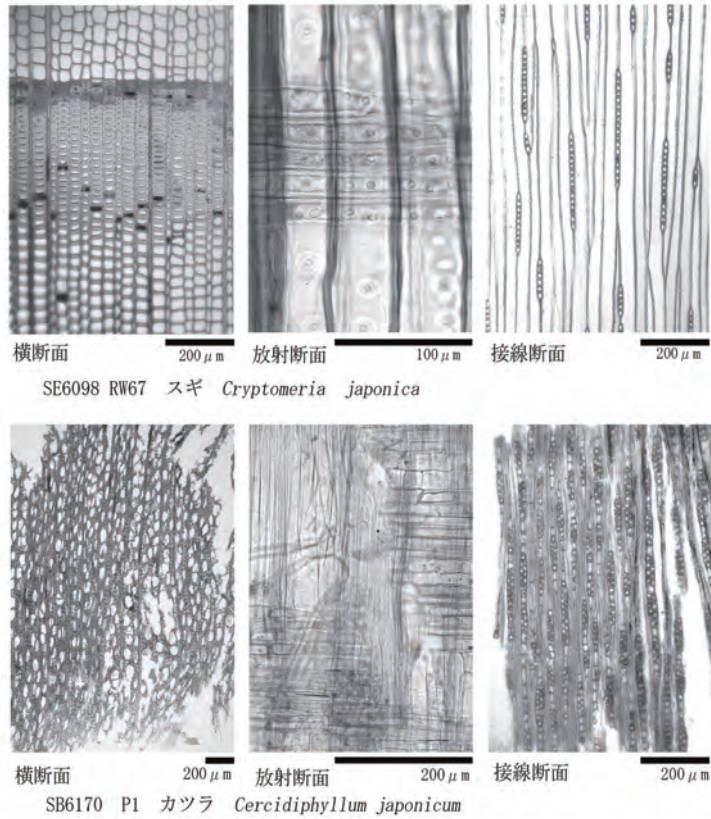 横断面 200μm 放射断面 100μm 接線断面 200μm
SE6098 RW67 スギ Cryptomeria japonica
横断面 200μm 放射断面 200μm 接線断面 200μm
SB6170 P1 カツラ Cercidiphyllum japonicum